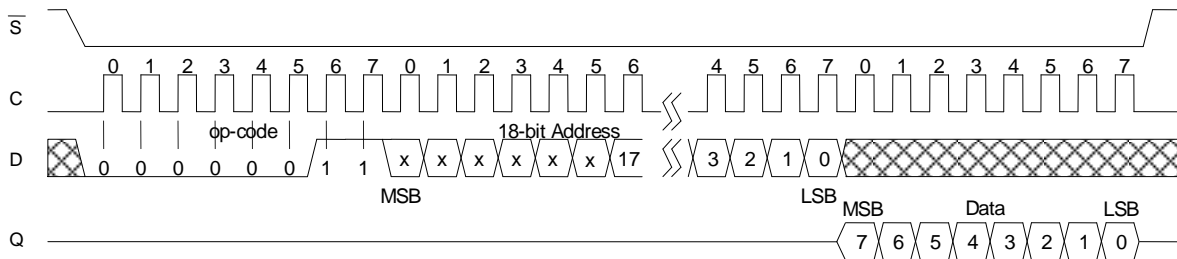 S
0 1 2 3 4 5 6 7 0 1 2 3 4 5 6 4 5 6 7 0 1 2 3 4 5 6 7
C
op-code 18-bit Address
D 0 0 0 0 0 0 1 1 x x x x x x 17 3 2 1 0
MSB LSB MSB Data LSB
Q 7 6 5 4 3 2 1 0